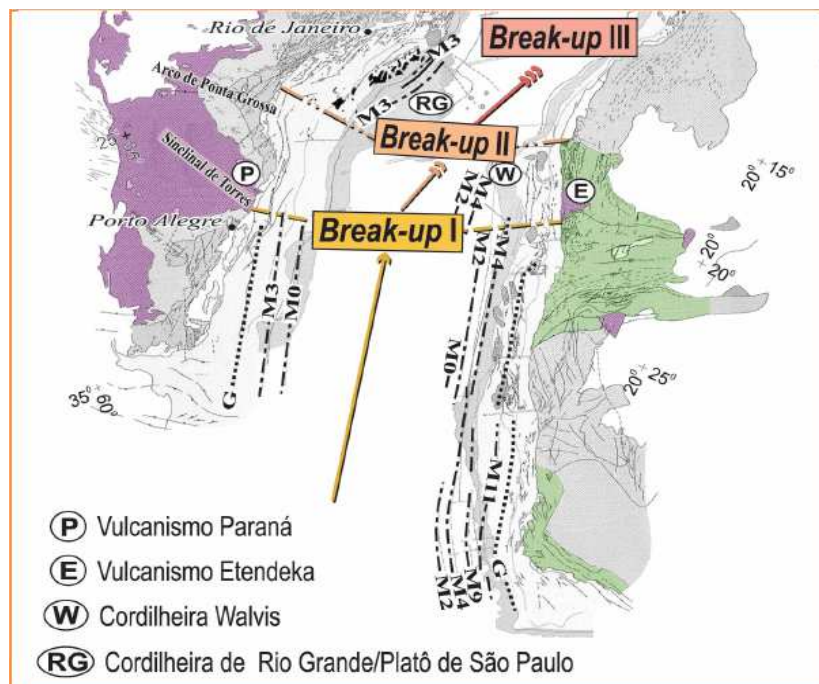 Rio de Janeiro
Break-up III
M3
M3
RG
Arco de Ponta Grossa
Break-up II
Sinclinal de Torres
P
W
E
20° + 15°
Porto Alegre
Break-up I
M4
M2
M4
M2
M3
M0
+ 20°
+ 20°
M0
20° + 25°
G
35° + 60°
M11
G
M9
M4
M2
P Vulcanismo Paraná
E Vulcanismo Etendeka
W Cordilheira Walvis
RG Cordilheira de Rio Grande/Platô de São Paulo